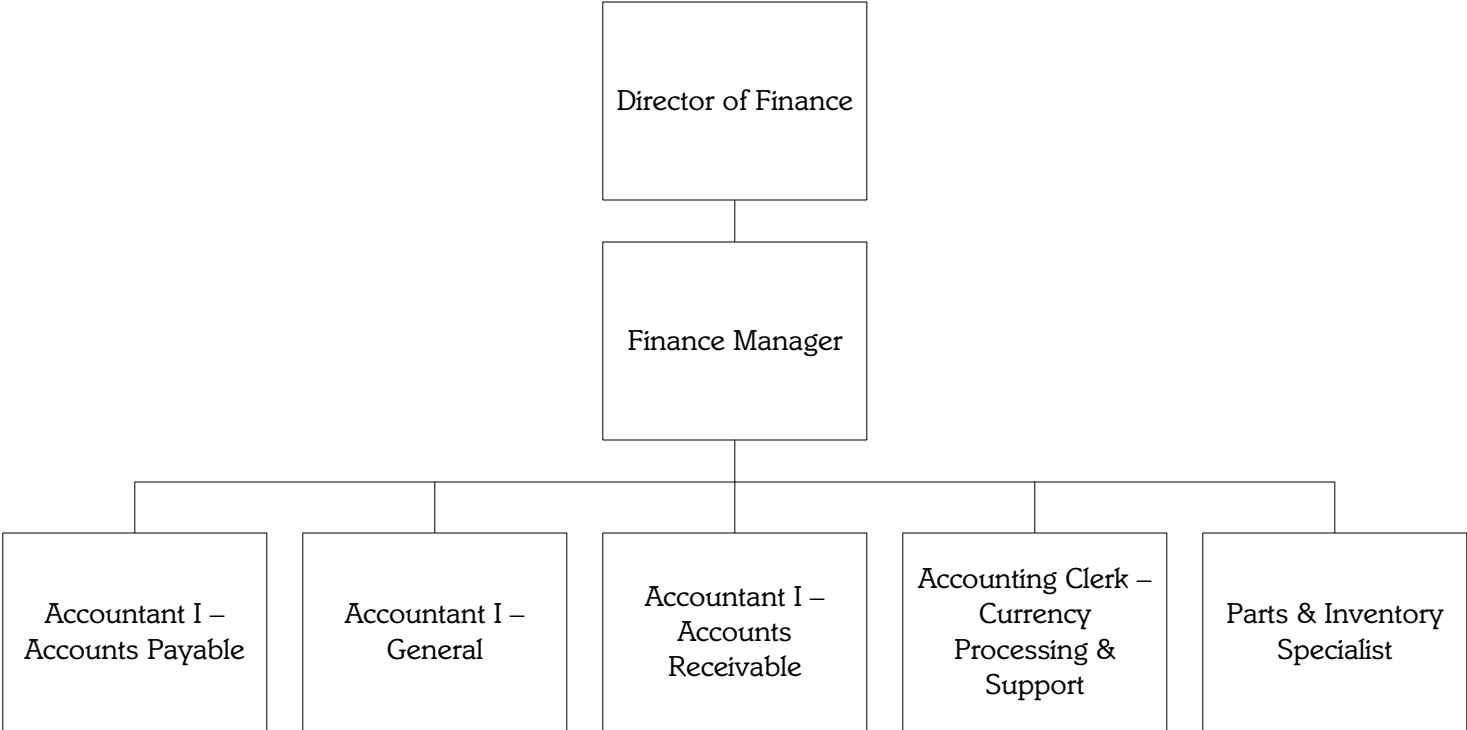 Director of Finance
Finance Manager
Accountant I –
Accounts Payable
Accountant I –
General
Accountant I –
Accounts
Receivable
Accounting Clerk –
Currency
Processing &
Support
Parts & Inventory
Specialist